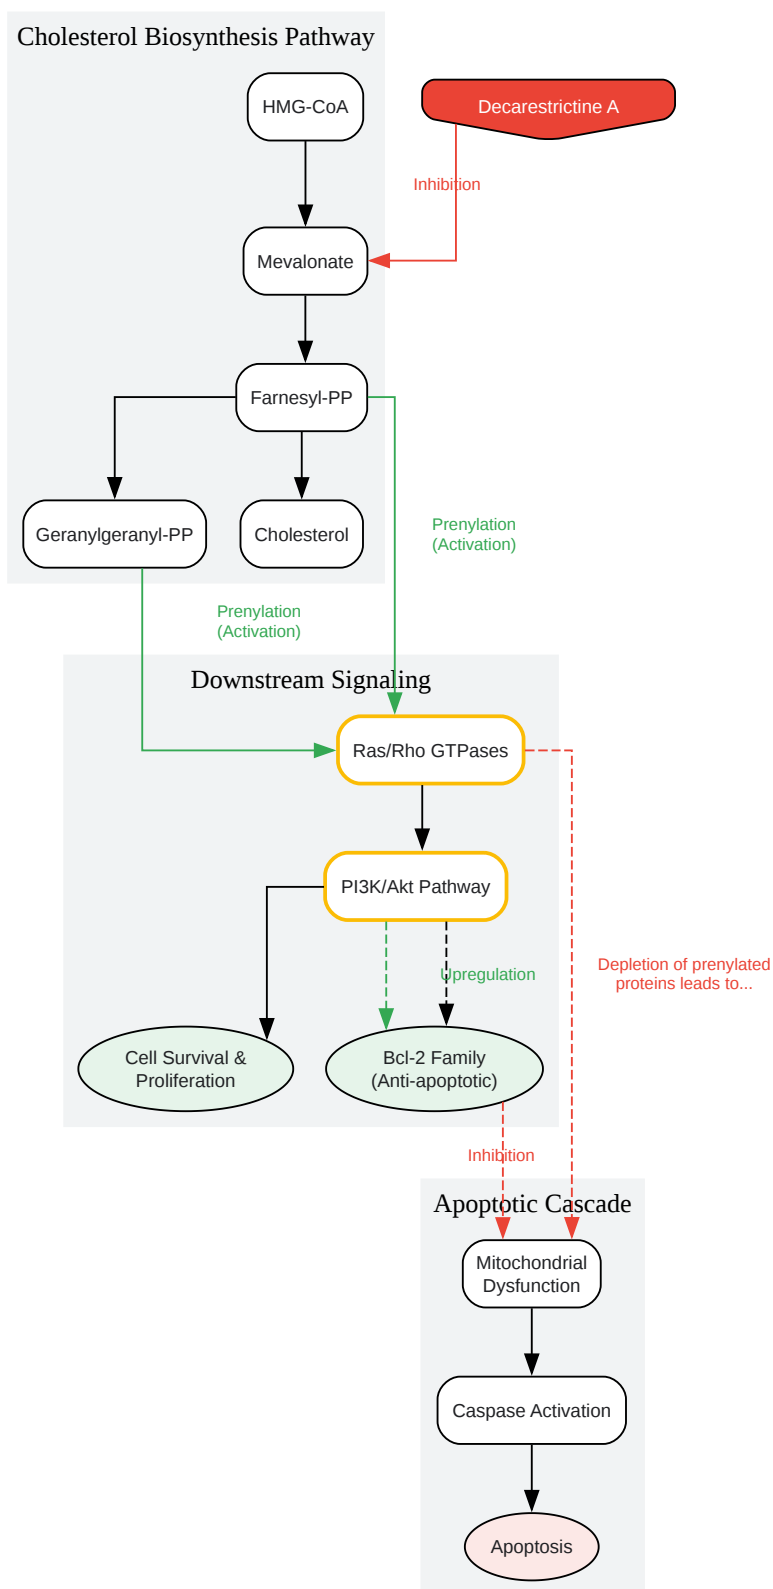 Cholesterol Biosynthesis Pathway
HMG-CoA
Decarestrictine A
Inhibition
Mevalonate
Farnesyl-PP
Geranylgeranyl-PP
Cholesterol
Prenylation
(Activation)
Prenylation
(Activation)
Downstream Signaling
Ras/Rho GTPases
PI3K/Akt Pathway
Upregulation
Depletion of prenylated
proteins leads to...
Cell Survival &
Proliferation
Bcl-2 Family
(Anti-apoptotic)
Inhibition
Apoptotic Cascade
Mitochondrial
Dysfunction
Caspase Activation
Apoptosis